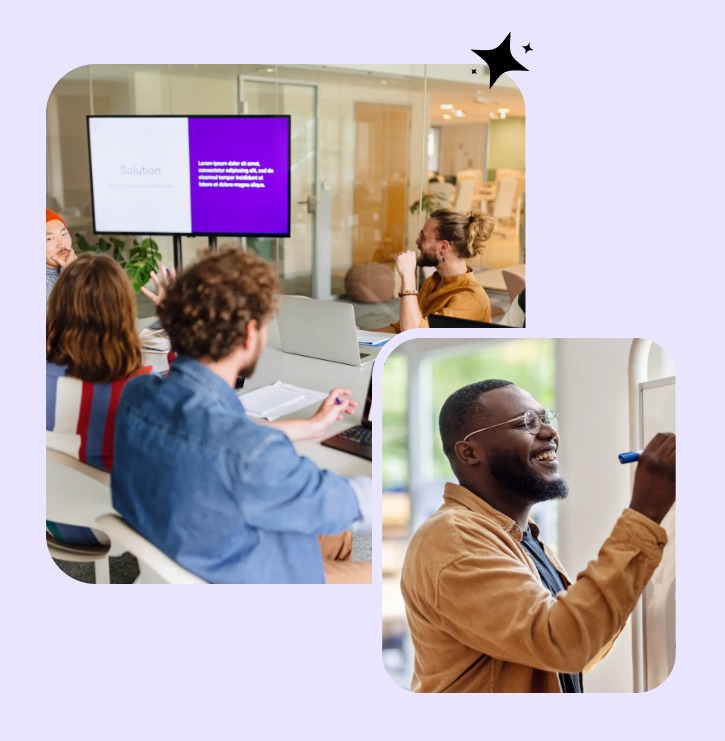 Solution
Lorem ipsum dolor sit amet,
consectetur adipiscing elit, sed do
eiusmod tempor incididunt ut
labore et dolore magna aliqua.